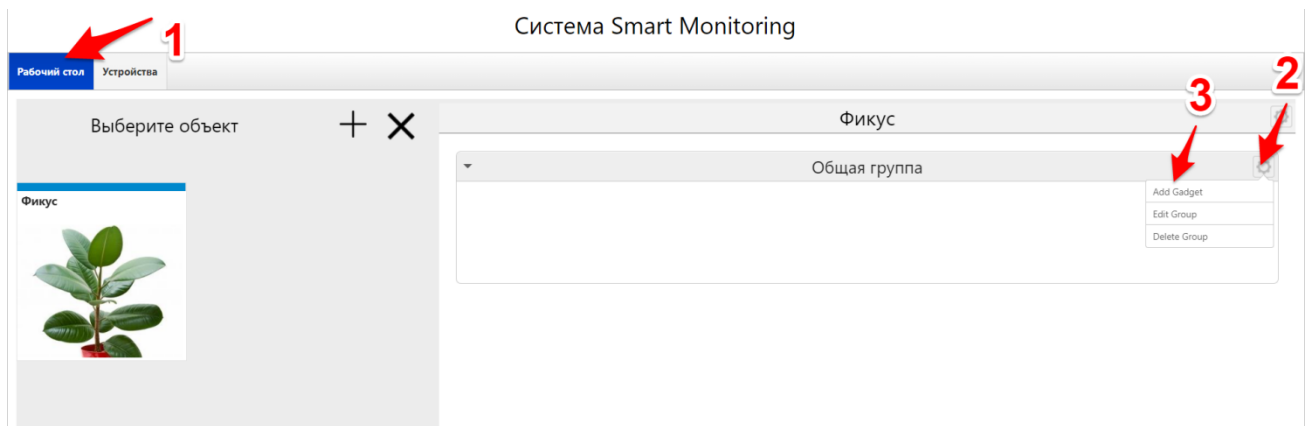 Система Smart Monitoring
1
Рабочий стол
Устройства
2
3
Выберите объект
Фикус
Общая группа
Фикус
Add Gadget
Edit Group
Delete Group